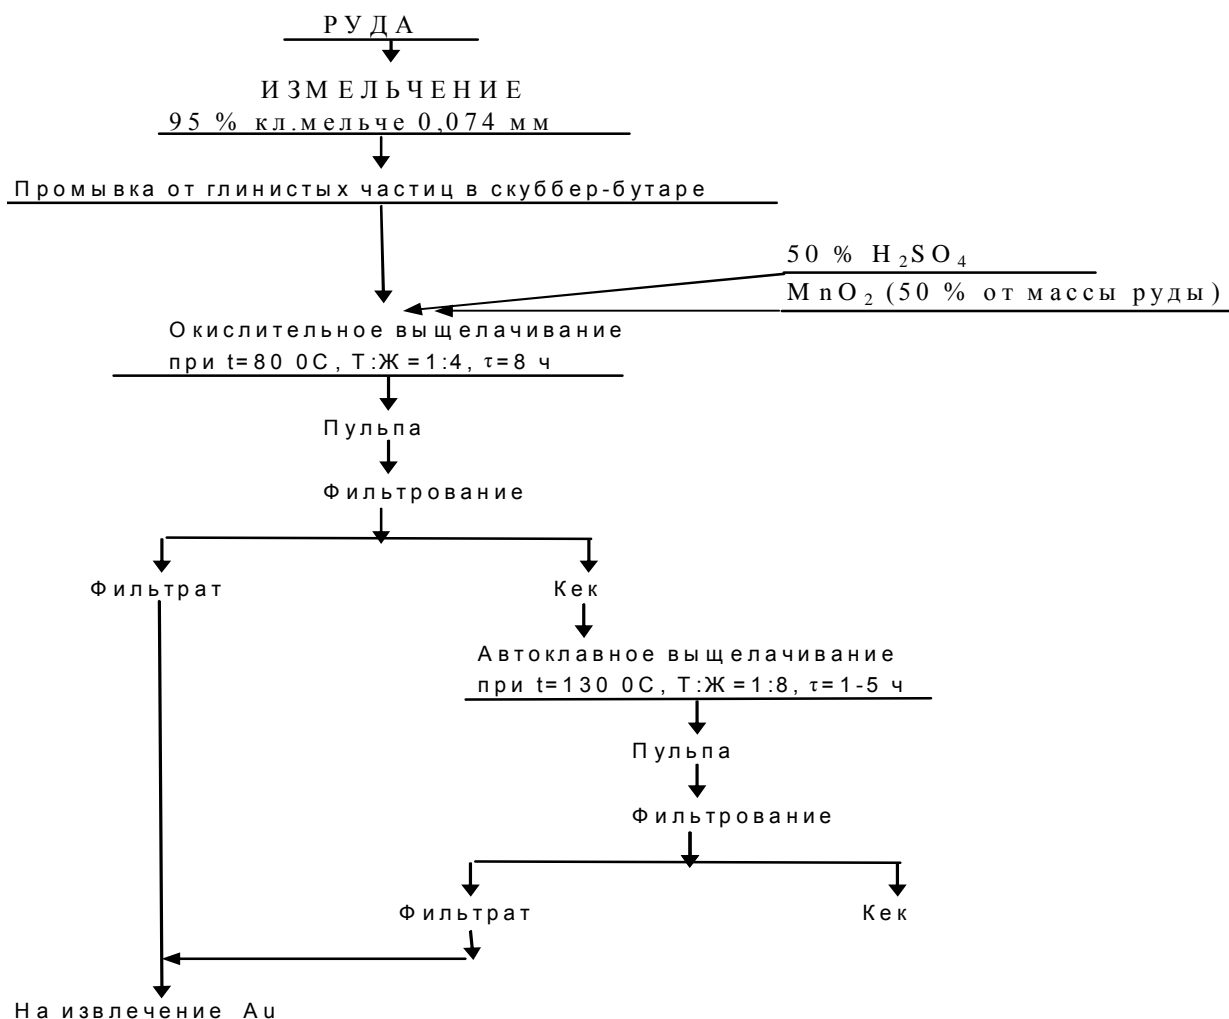 РУДА
ИЗМЕЛЬЧЕНИЕ
95 % кл.мельче 0,074 мм
Промывка от глинистых частиц в скуббер-бутаре
50 % H₂SO₄
MnO₂ (50 % от массы руды)
Окислительное выщелачивание
при t=80 0С, Т:Ж=1:4, τ=8 ч
Пульпа
Фильтрование
Фильтрат
Кек
Автоклавное выщелачивание
при t=130 0С, Т:Ж=1:8, τ=1-5 ч
Пульпа
Фильтрование
Фильтрат
Кек
На извлечение Au